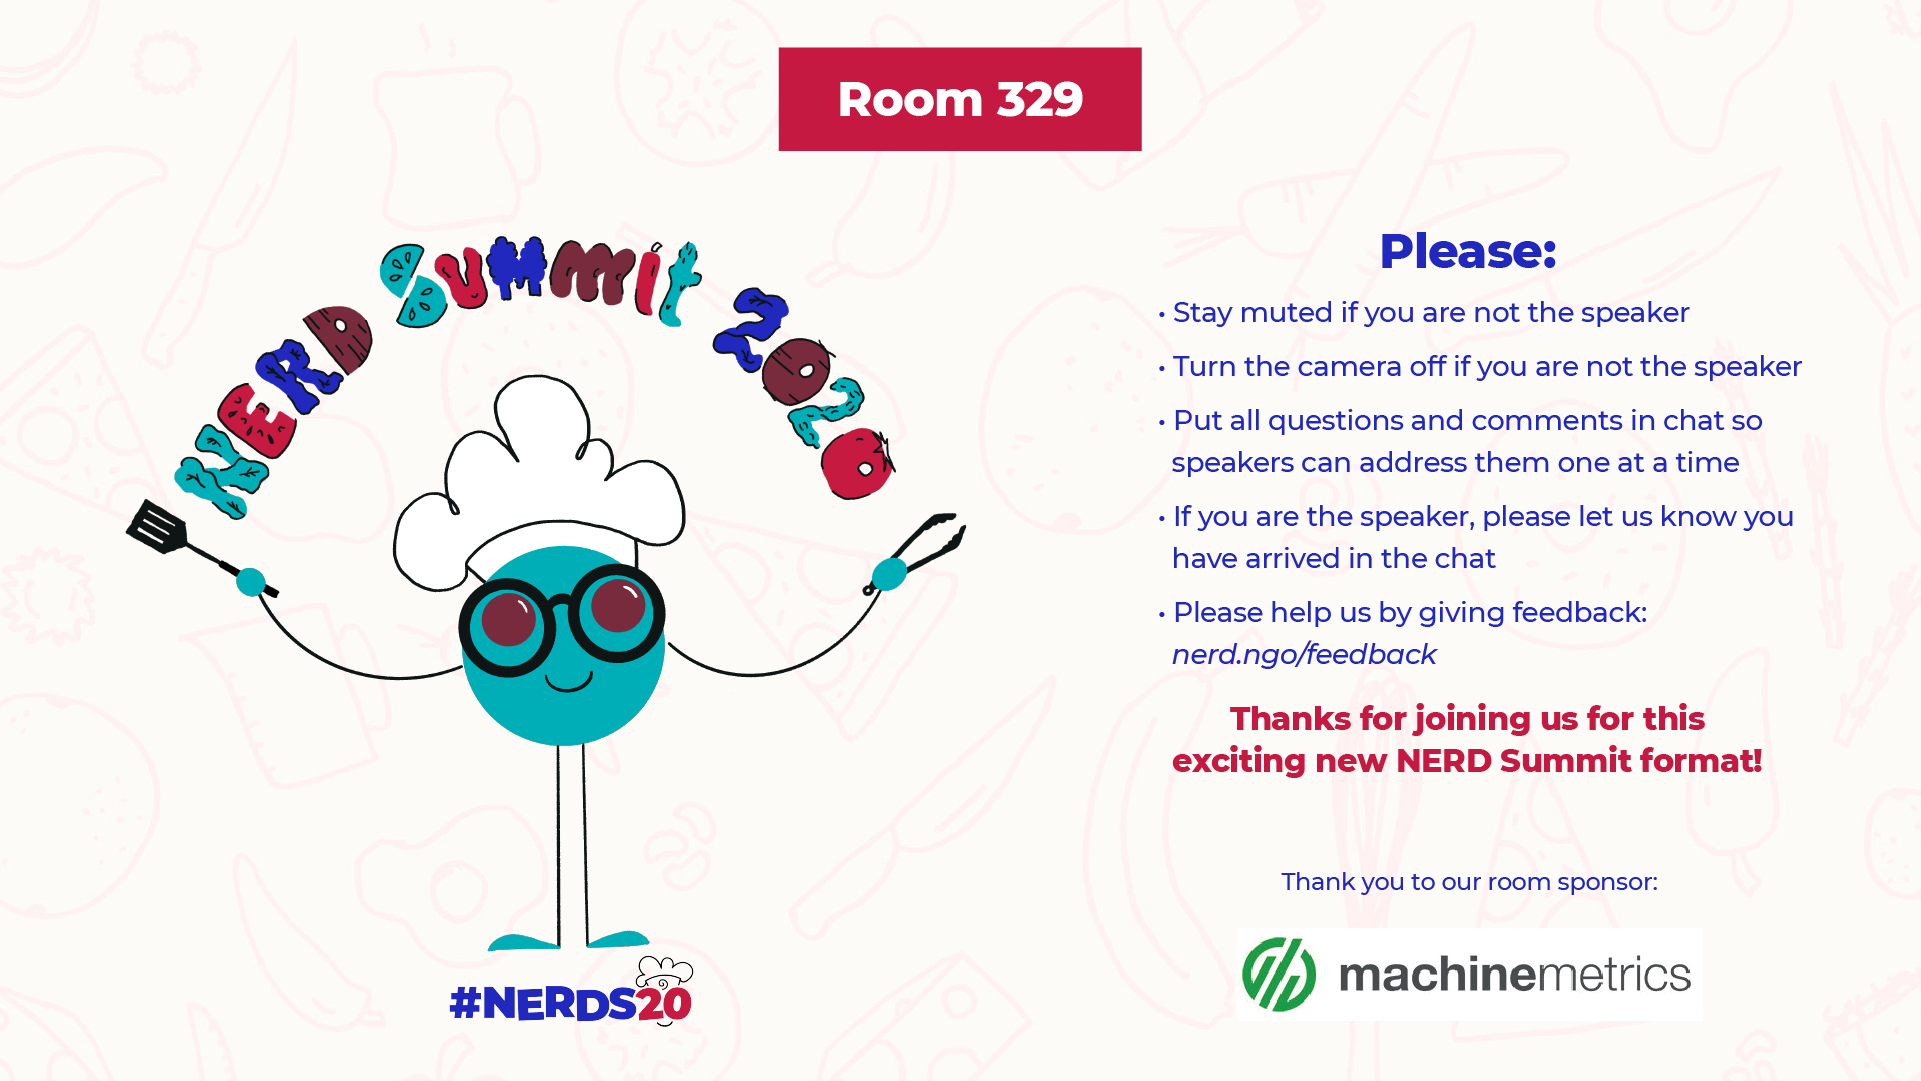 Room 329
NERD Summit 2020
#NERDS20
Please:
• Stay muted if you are not the speaker
• Turn the camera off if you are not the speaker
• Put all questions and comments in chat so
speakers can address them one at a time
• If you are the speaker, please let us know you
have arrived in the chat
• Please help us by giving feedback:
nerd.ngo/feedback
Thanks for joining us for this
exciting new NERD Summit format!
Thank you to our room sponsor:
machinemetrics